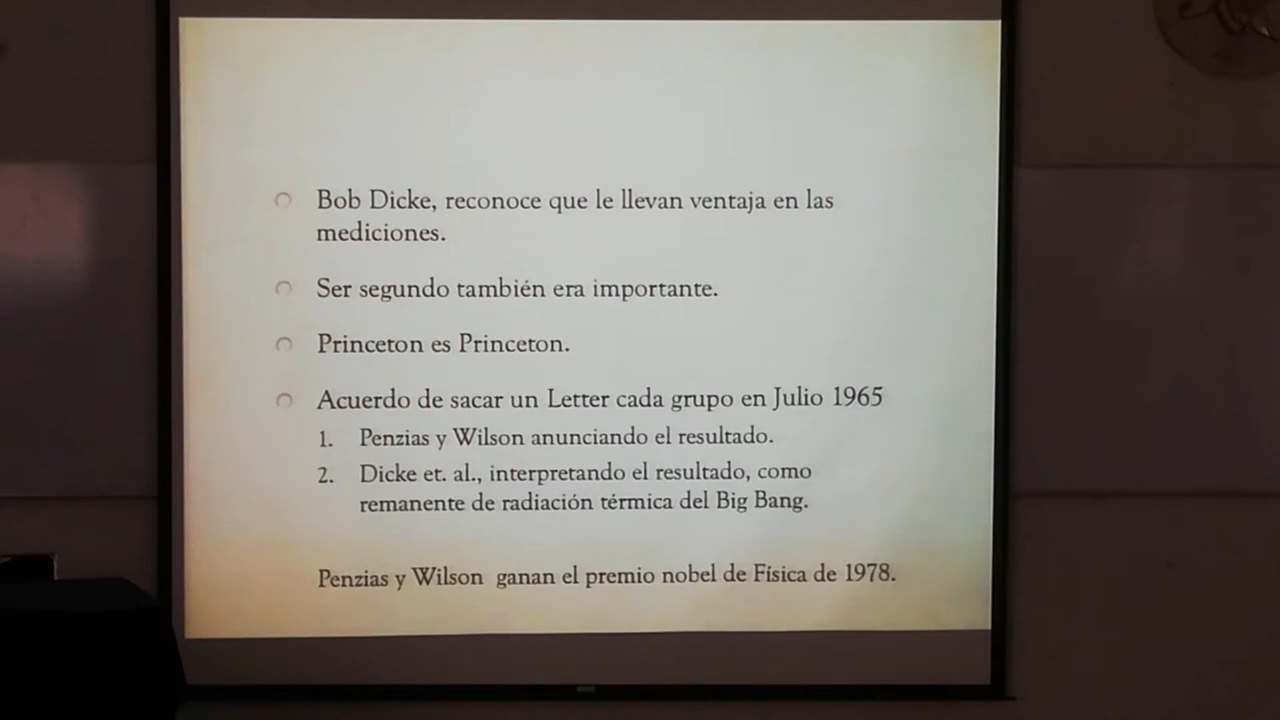 Bob Dicke, reconoce que le llevan ventaja en las
mediciones.
Ser segundo también era importante.
Princeton es Princeton.
Acuerdo de sacar un Letter cada grupo en Julio 1965
1. Penzias y Wilson anunciando el resultado.
2. Dicke et. al., interpretando el resultado, como
remanente de radiación térmica del Big Bang.
Penzias y Wilson ganan el premio nobel de Física de 1978.